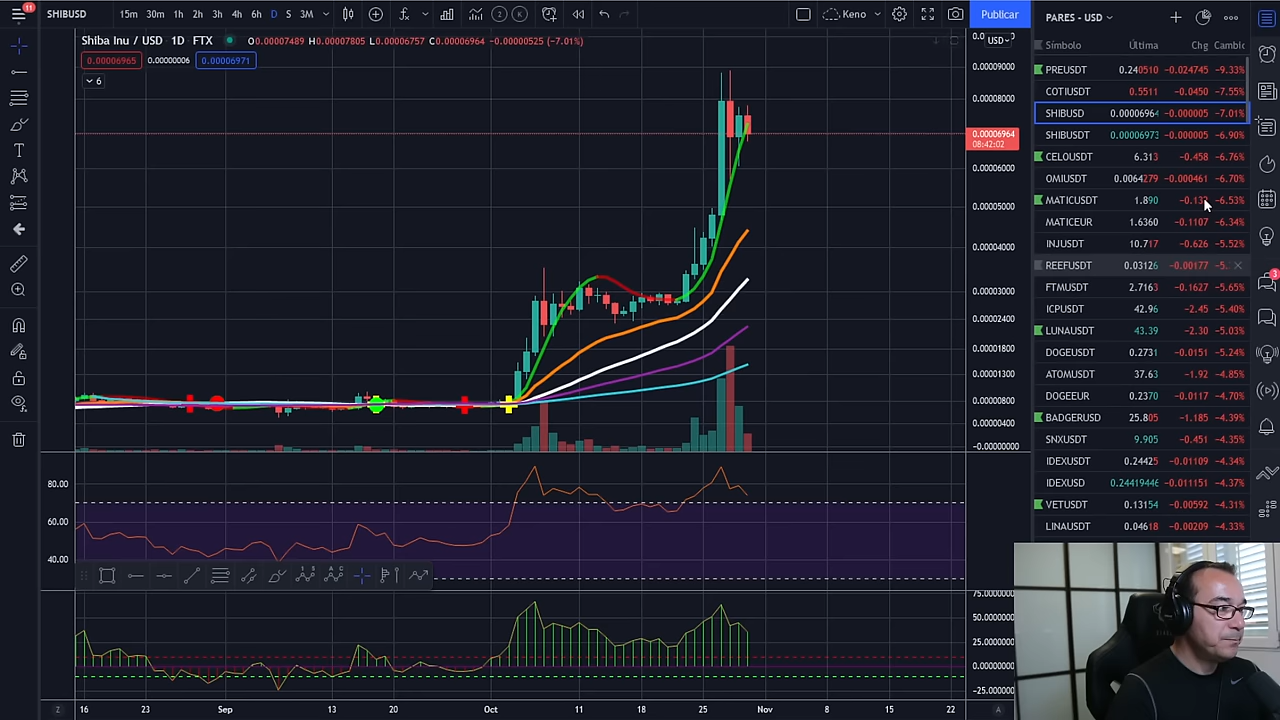 11
SHIBUSD
15m 30m 1h 2h 3h 4h 6h D S 3M
Keno
Publicar
PARES - USD
Shiba Inu / USD 1D FTX
O0.00007489 H0.00007805 L0.00006757 C0.00006964 −0.00000525 (−7.01%)
USD
0.00006965 0.00000006 0.00006971
6
0.00009000
0.00008000
0.00006964
08:42:02
0.00006000
0.00005000
0.00004000
0.00003000
0.00002400
0.00001800
0.00001300
0.00000800
0.00000400
−0.00000000
80.00
60.00
40.00
75.0000000
50.0000000
25.0000000
0.00000000
−25.0000000
Z 16 23 Sep 13 20 Oct 11 18 25 Nov 8 15 22 A
Símbolo Última Chg Cambio
PREUSDT 0.240510 −0.024745 −9.33%
COTIUSDT 0.5511 −0.0450 −7.55%
SHIBUSD 0.00006964 −0.000005 −7.01%
SHIBUSDT 0.00006973 −0.000005 −6.90%
CELOUSDT 6.313 −0.458 −6.76%
OMIUSDT 0.0064279 −0.000461 −6.70%
MATICUSDT 1.890 −0.132 −6.53%
MATICEUR 1.6360 −0.1107 −6.34%
INJUSDT 10.717 −0.626 −5.52%
REEFUSDT 0.03126 −0.00177 −5.
FTMUSDT 2.7163 −0.1627 −5.65%
ICPUSDT 42.96 −2.45 −5.40%
LUNAUSDT 43.39 −2.30 −5.03%
DOGEUSDT 0.2731 −0.0151 −5.24%
ATOMUSDT 37.63 −1.92 −4.85%
DOGEEUR 0.2370 −0.0117 −4.70%
BADGERUSD 25.805 −1.185 −4.39%
SNXUSDT 9.905 −0.451 −4.35%
IDEXUSDT 0.24425 −0.01109 −4.34%
IDEXUSD 0.24419446 −0.011151 −4.37%
VETUSDT 0.13154 −0.00592 −4.31%
LINAUSDT 0.04618 −0.00209 −4.33%
3